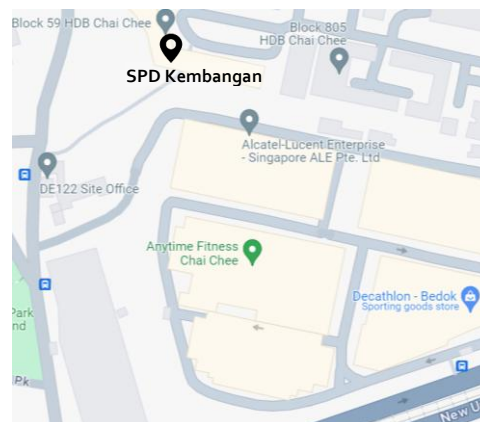 Block 59 HDB Chai Chee
Block 805
HDB Chai Chee
SPD Kembangan
Alcatel-Lucent Enterprise
- Singapore ALE Pte. Ltd
DE122 Site Office
Anytime Fitness
Chai Chee
Decathlon - Bedok
Sporting goods store
Park
nd
Pk
New U